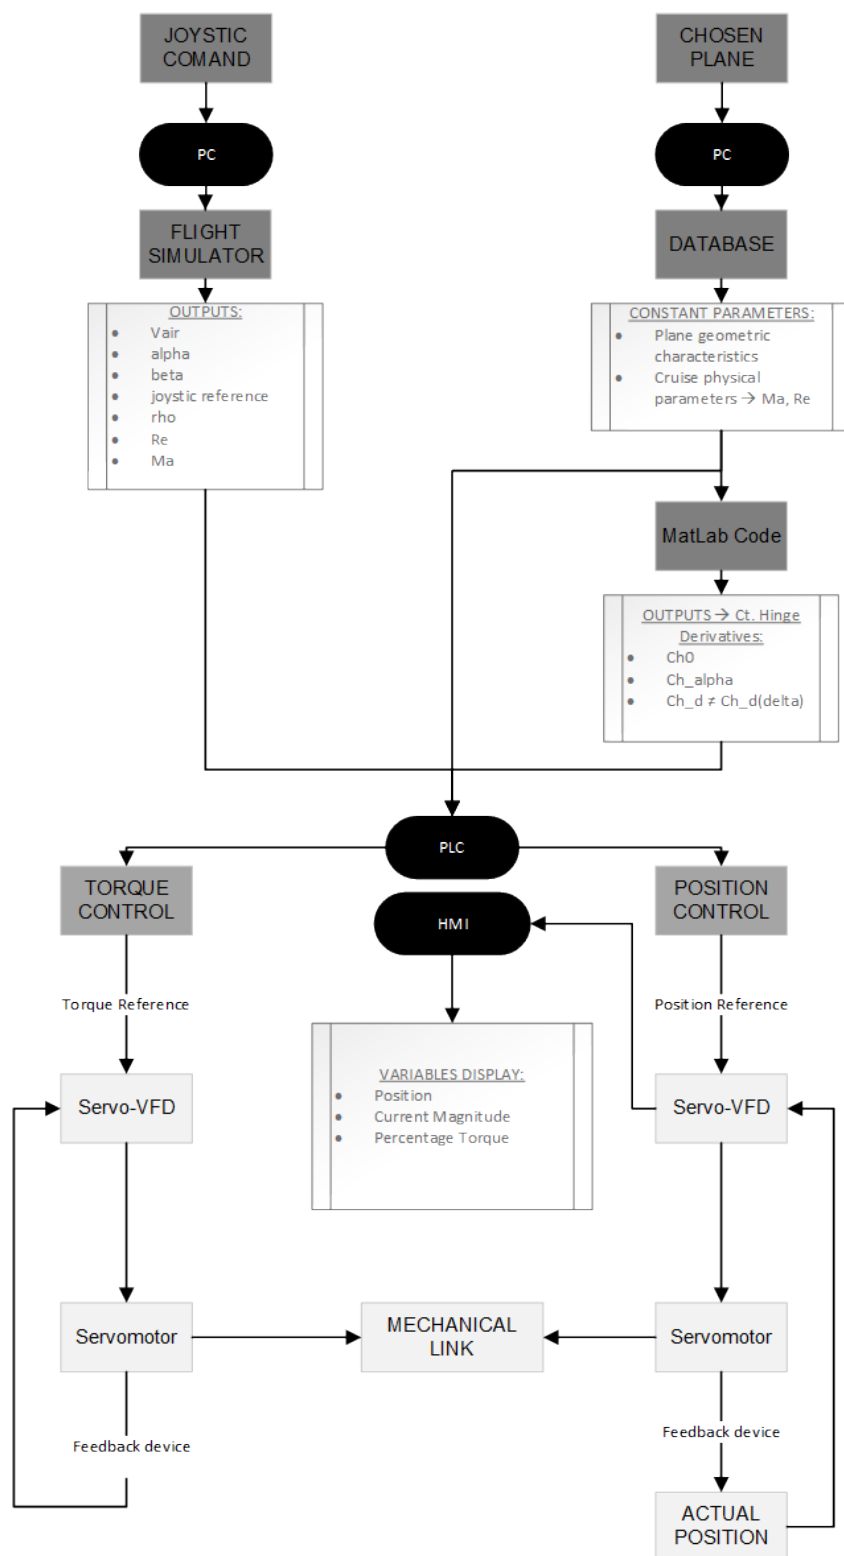 JOYSTIC
COMAND
CHOSEN
PLANE
PC
PC
FLIGHT
SIMULATOR
DATABASE
OUTPUTS:
• Vair
• alpha
• beta
• joystic reference
• rho
• Re
• Ma
CONSTANT PARAMETERS:
• Plane geometric
characteristics
• Cruise physical
parameters → Ma, Re
MatLab Code
OUTPUTS → Ct. Hinge
Derivatives:
• Ch0
• Ch_alpha
• Ch_d ≠ Ch_d(delta)
PLC
TORQUE
CONTROL
HMI
POSITION
CONTROL
Torque Reference
Position Reference
VARIABLES DISPLAY:
• Position
• Current Magnitude
• Percentage Torque
Servo-VFD
Servo-VFD
Servomotor
MECHANICAL
LINK
Servomotor
Feedback device
Feedback device
ACTUAL
POSITION